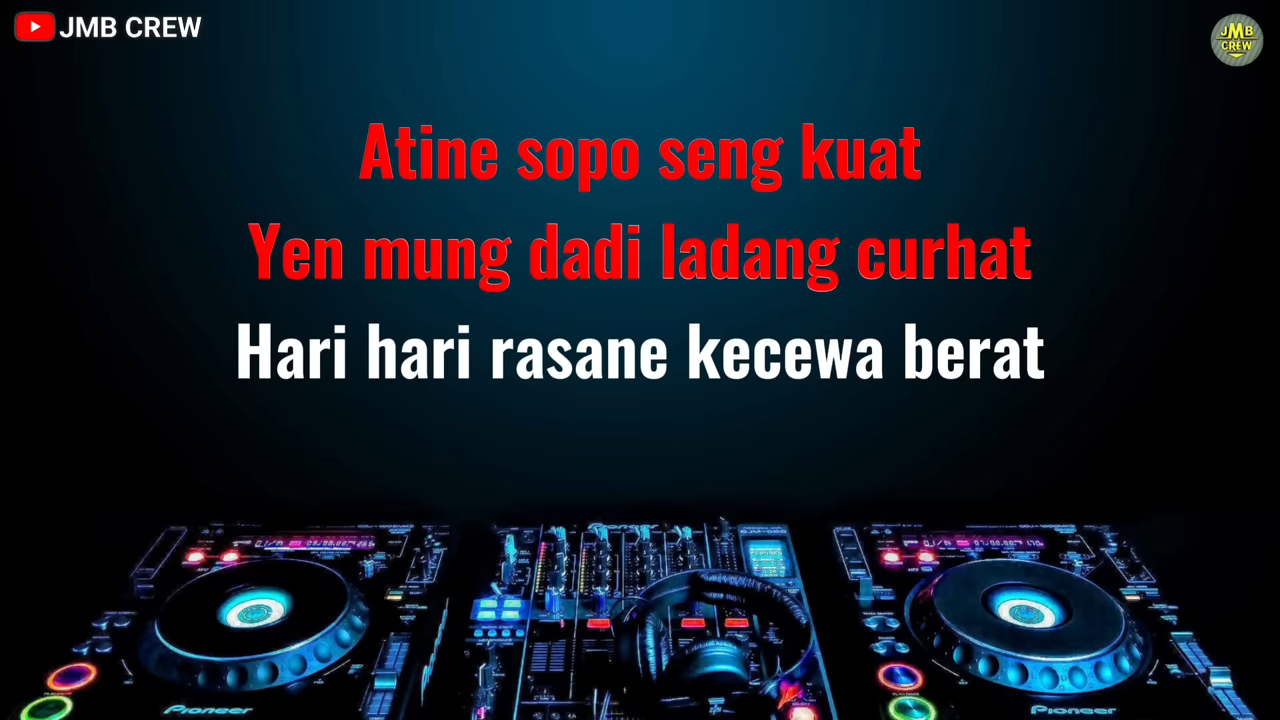 JMB CREW
JMB
CREW
Atine sopo seng kuat
Yen mung dadi ladang curhat
Hari hari rasane kecewa berat
Pioneer
Pioneer
Pioneer